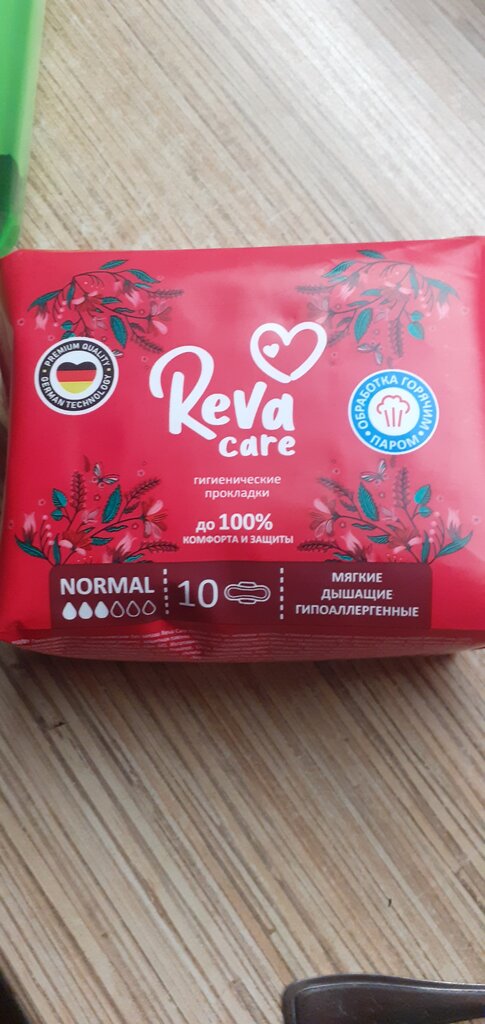 PREMIUM QUALITY
GERMAN TECHNOLOGY
Reva
care
ОБРАБОТКА ГОРЯЧИМ
ПАРОМ
гигиенические
прокладки
до 100%
КОМФОРТА И ЗАЩИТЫ
NORMAL
10
МЯГКИЕ
ДЫШАЩИЕ
ГИПОАЛЛЕРГЕННЫЕ